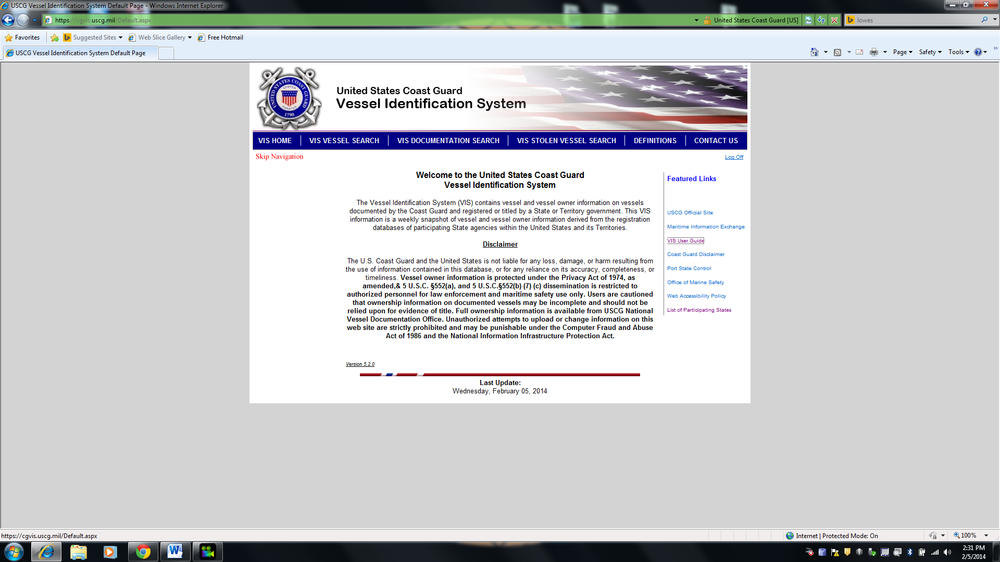 USCG Vessel Identification System Default Page - Windows Internet Explorer
https://cgvis.uscg.mil/Default.aspx
United States Coast Guard [US]
lowes
Favorites
Suggested Sites
Web Slice Gallery
Free Hotmail
USCG Vessel Identification System Default Page
Page
Safety
Tools
UNITED STATES COAST GUARD
SEMPER
PARATUS
1790
United States Coast Guard
Vessel Identification System
VIS HOME
VIS VESSEL SEARCH
VIS DOCUMENTATION SEARCH
VIS STOLEN VESSEL SEARCH
DEFINITIONS
CONTACT US
Skip Navigation
Log Off
Welcome to the United States Coast Guard
Vessel Identification System
The Vessel Identification System (VIS) contains vessel and vessel owner information on vessels
documented by the Coast Guard and registered or titled by a State or Territory government. This VIS
information is a weekly snapshot of vessel and vessel owner information derived from the registration
databases of participating State agencies within the United States and its Territories.
Disclaimer
The U.S. Coast Guard and the United States is not liable for any loss, damage, or harm resulting from
the use of information contained in this database, or for any reliance on its accuracy, completeness, or
timeliness. Vessel owner information is protected under the Privacy Act of 1974, as
amended,& 5 U.S.C. §552(a), and 5 U.S.C.§552(b) (7) (c) dissemination is restricted to
authorized personnel for law enforcement and maritime safety use only. Users are cautioned
that ownership information on documented vessels may be incomplete and should not be
relied upon for evidence of title. Full ownership information is available from USCG National
Vessel Documentation Office. Unauthorized attempts to upload or change information on this
web site are strictly prohibited and may be punishable under the Computer Fraud and Abuse
Act of 1986 and the National Information Infrastructure Protection Act.
Version 5.2.0
Last Update:
Wednesday, February 05, 2014
Featured Links
USCG Official Site
Maritime Information Exchange
VIS User Guide
Coast Guard Disclaimer
Port State Control
Office of Marine Safety
Web Accessibility Policy
List of Participating States
https://cgvis.uscg.mil/Default.aspx
Internet | Protected Mode: On
100%
2:31 PM
2/5/2014